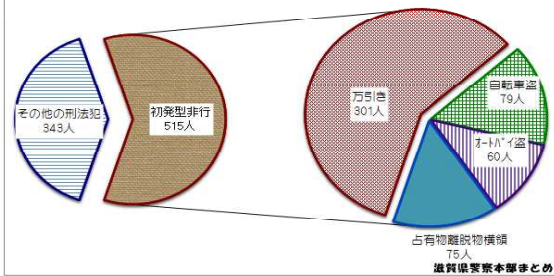 その他の刑法犯
343人
初発型非行
515人
万引き
301人
自転車盗
79人
オートバイ盗
60人
占有物離脱物横領
75人
滋賀県警察本部まとめ